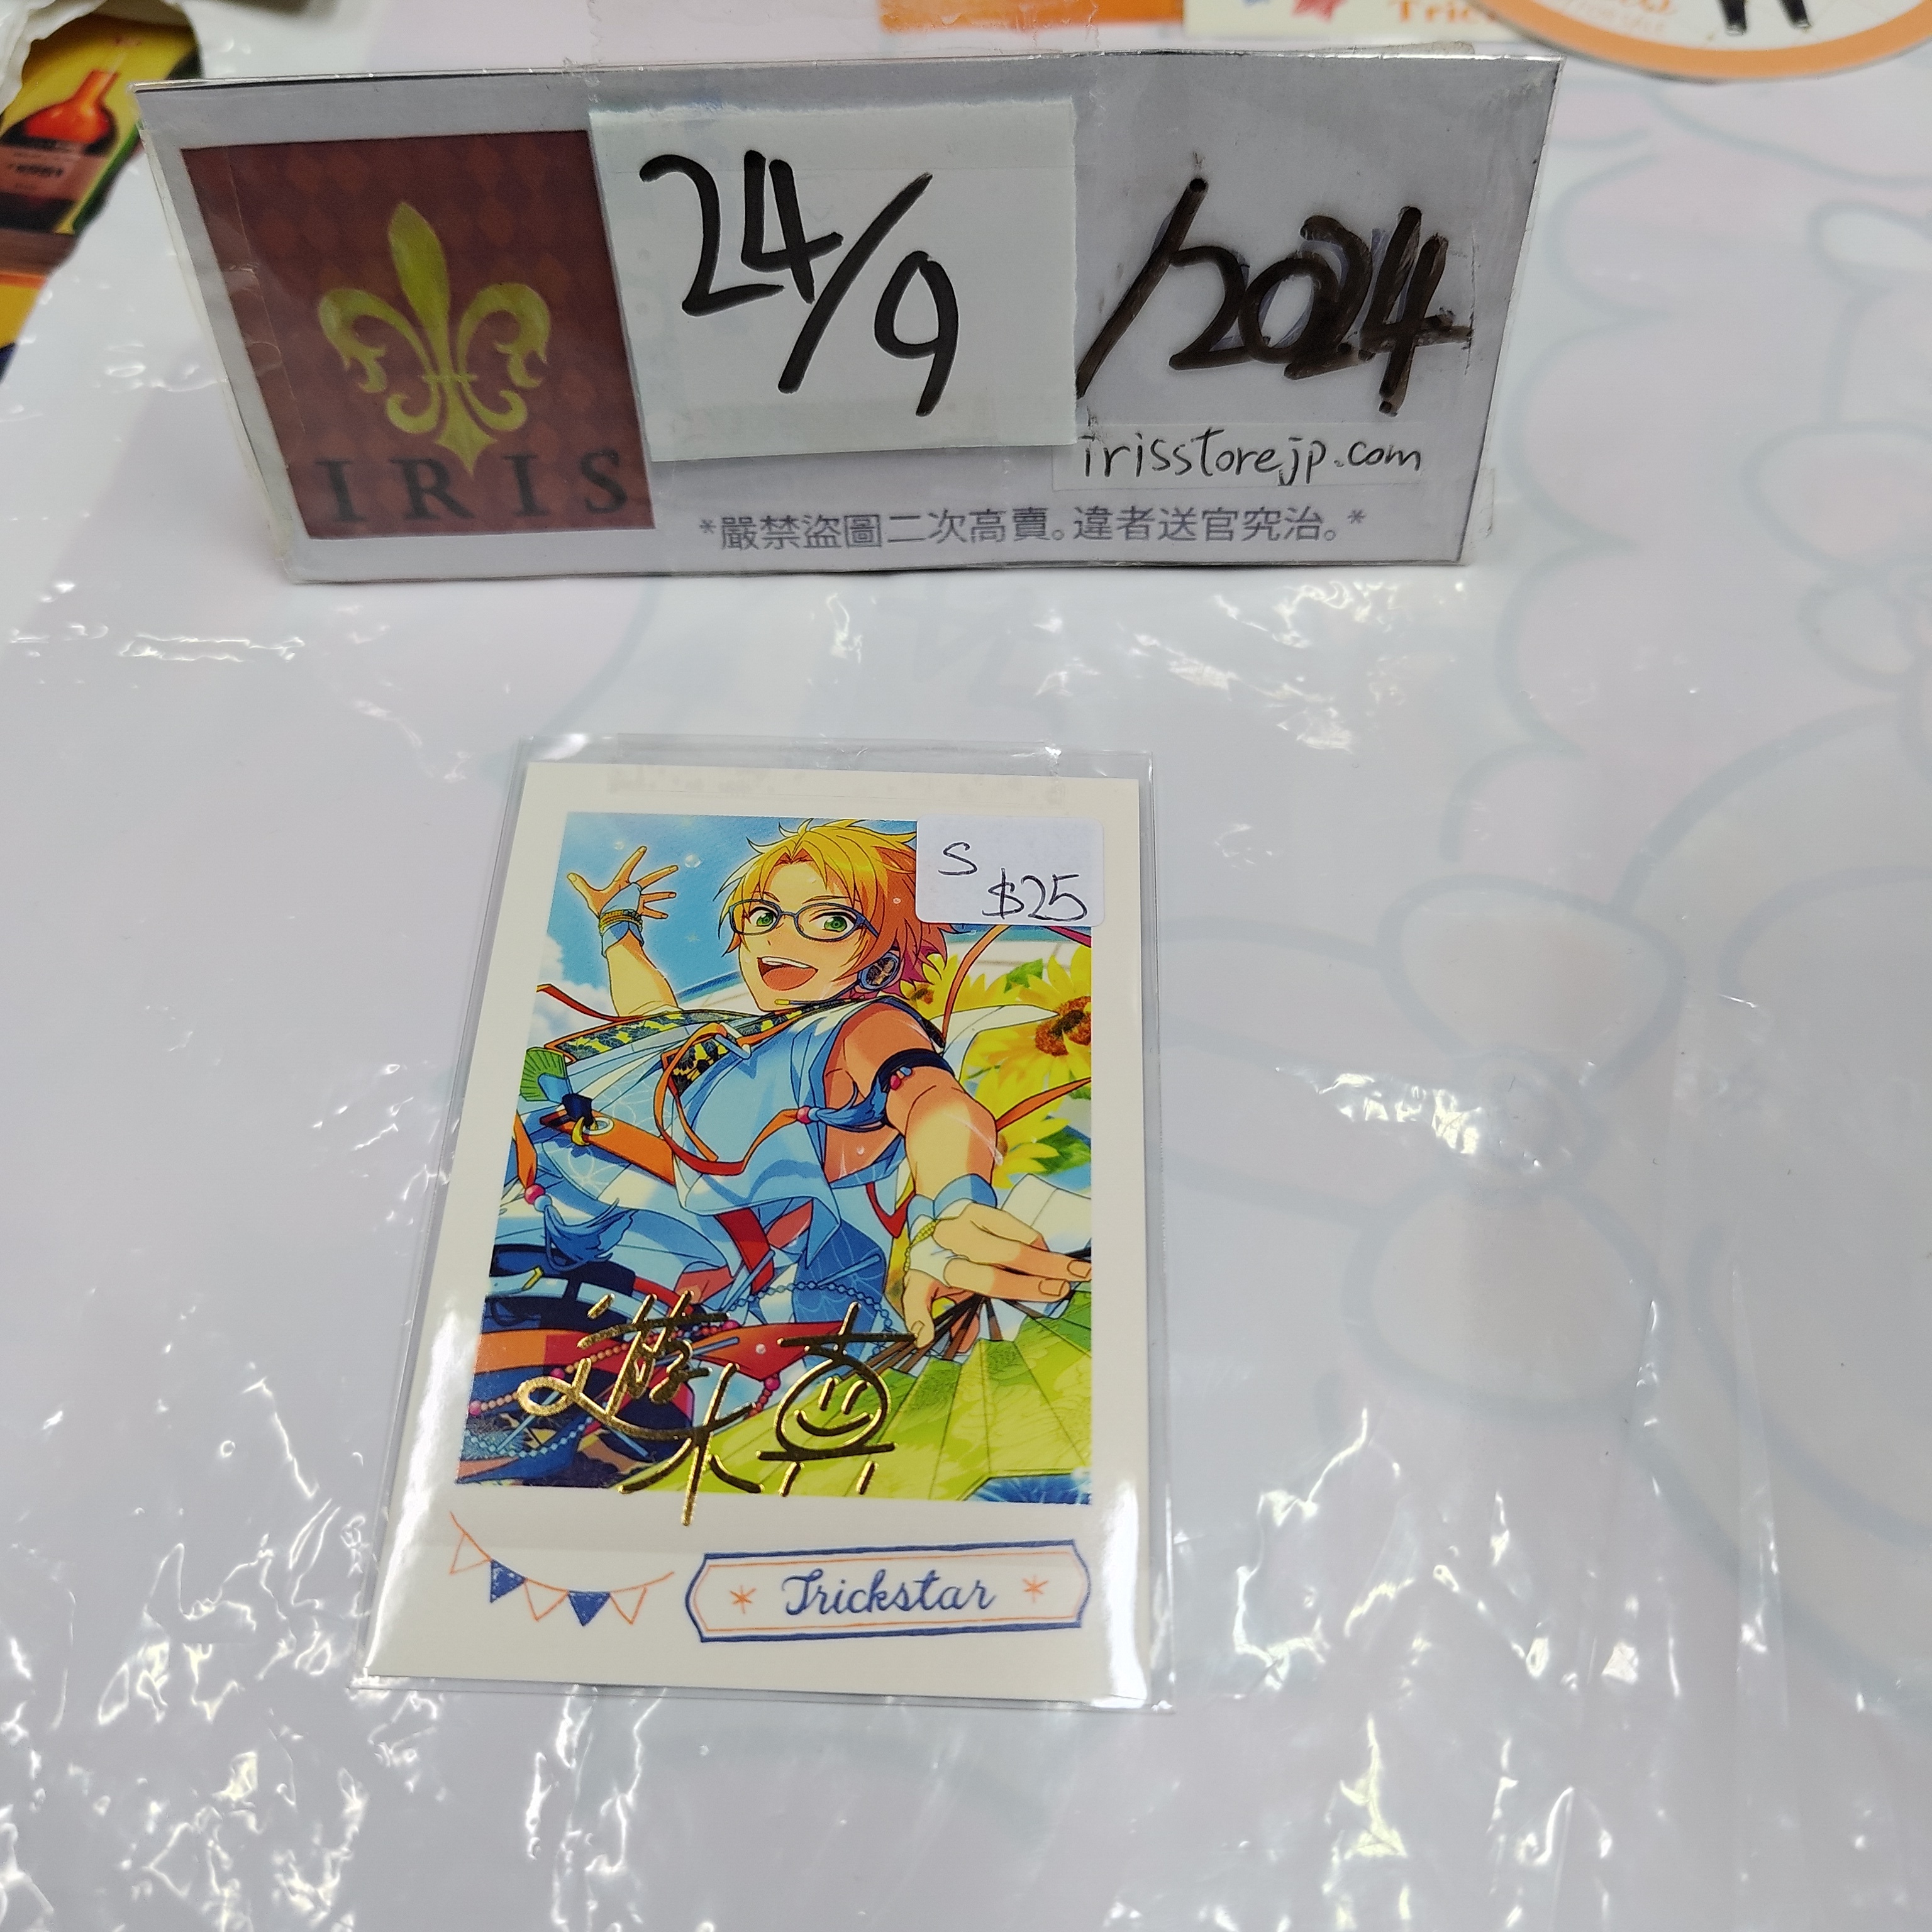 24/9/2024
IRIS
irisstorejp.com
*嚴禁盜圖二次高賣。違者送官究治。*
S
$25
遊木真
Trickstar